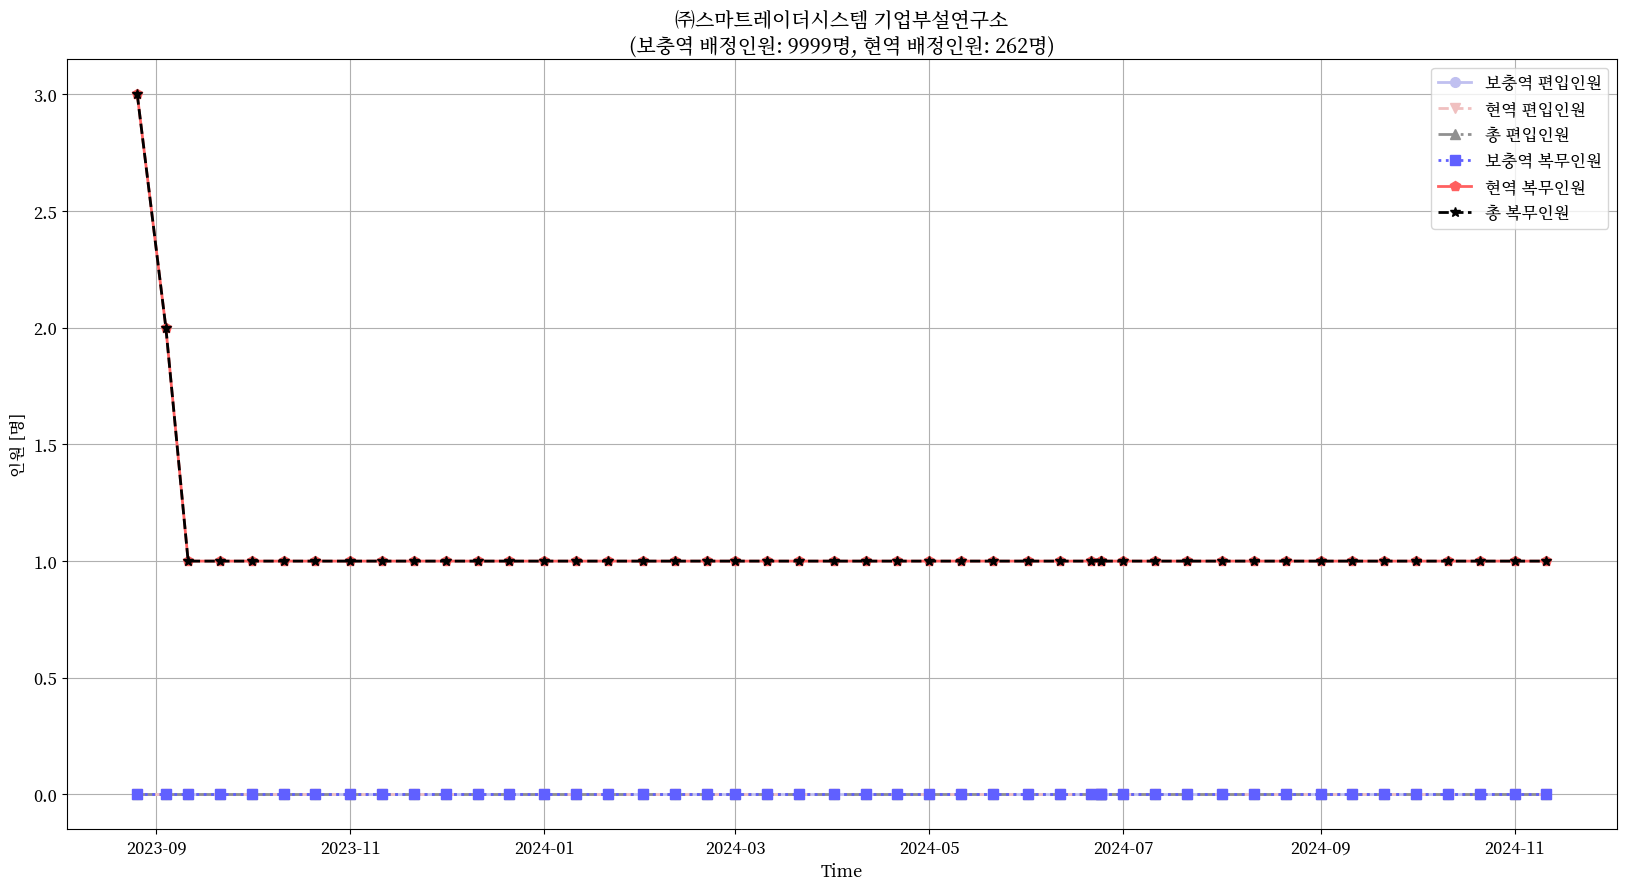 ㈜스마트레이더시스템 기업부설연구소
(보충역 배정인원: 9999명, 현역 배정인원: 262명)
보충역 편입인원
현역 편입인원
총 편입인원
보충역 복무인원
현역 복무인원
총 복무인원
인원 [명]
3.0
2.5
2.0
1.5
1.0
0.5
0.0
2023-09
2023-11
2024-01
2024-03
2024-05
2024-07
2024-09
2024-11
Time